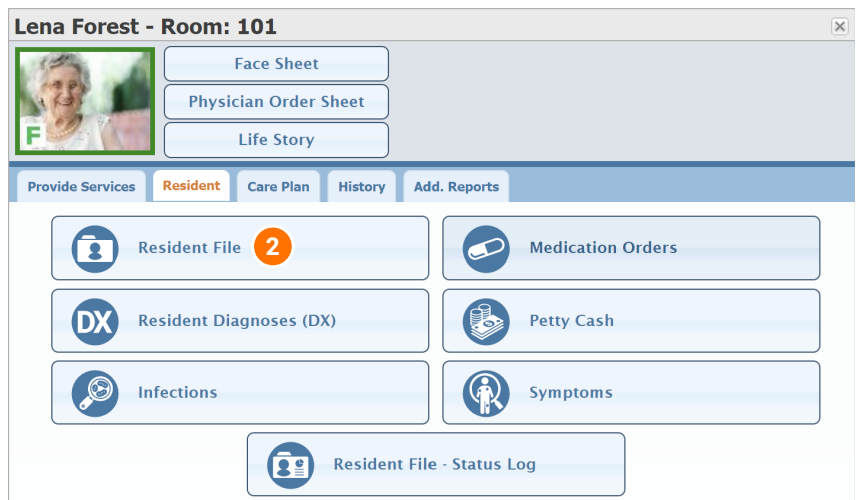 Lena Forest - Room: 101
F
Face Sheet
Physician Order Sheet
Life Story
Provide Services Resident Care Plan History Add. Reports
Resident File 2 Medication Orders
DX Resident Diagnoses (DX) Petty Cash
Infections Symptoms
Resident File - Status Log